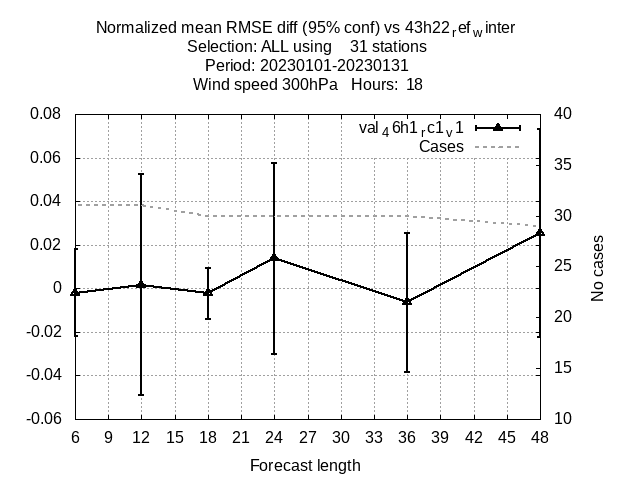 Normalized mean RMSE diff (95% conf) vs 43h22refwinter
Selection: ALL using 31 stations
Period: 20230101-20230131
Wind speed 300hPa Hours: 18
val46h1rc1v1
Cases
0.08
0.06
0.04
0.02
0
-0.02
-0.04
-0.06
40
35
30
25
20
15
10
No cases
6 9 12 15 18 21 24 27 30 33 36 39 42 45 48
Forecast length